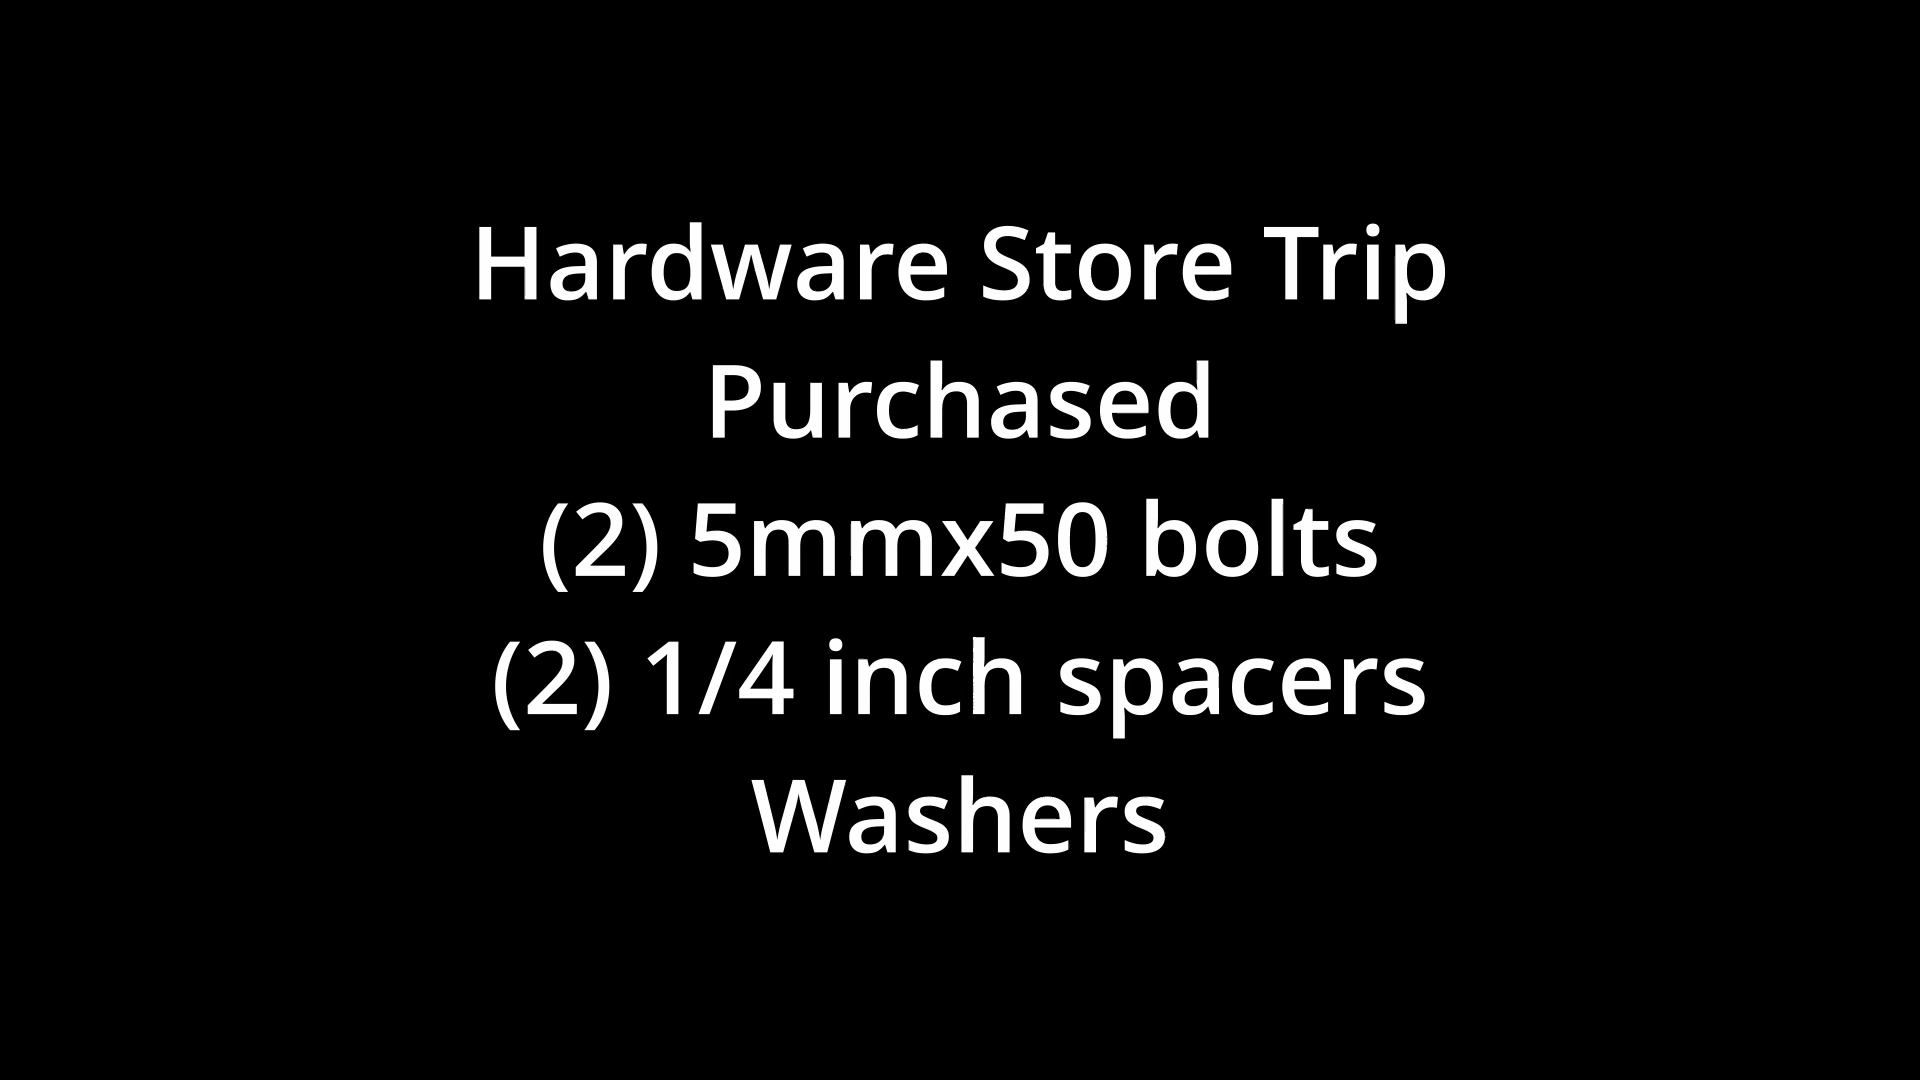 Hardware Store Trip
Purchased
(2) 5mmx50 bolts
(2) 1/4 inch spacers
Washers